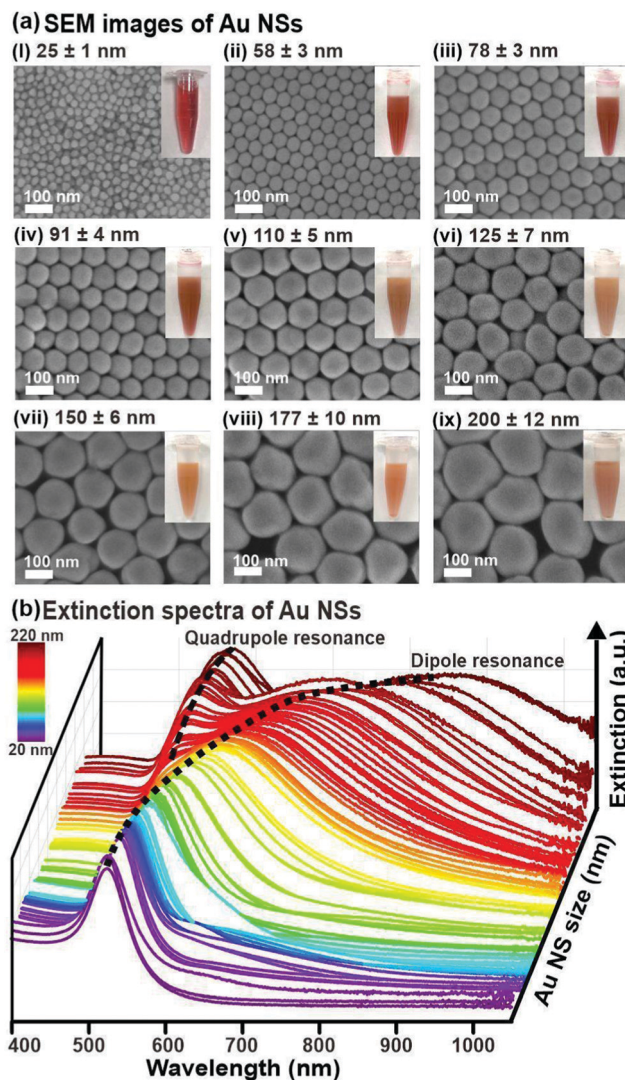 (a) SEM images of Au NSs
(I) 25 ± 1 nm
(ii) 58 ± 3 nm
(iii) 78 ± 3 nm
100 nm
100 nm
100 nm
(iv) 91 ± 4 nm
(v) 110 ± 5 nm
(vi) 125 ± 7 nm
100 nm
100 nm
100 nm
(vii) 150 ± 6 nm
(viii) 177 ± 10 nm
(ix) 200 ± 12 nm
100 nm
100 nm
100 nm
(b) Extinction spectra of Au NSs
220 nm
20 nm
Quadrupole resonance
Dipole resonance
Extinction (a.u.)
Au NS size (nm)
400 500 600 700 800 900 1000
Wavelength (nm)